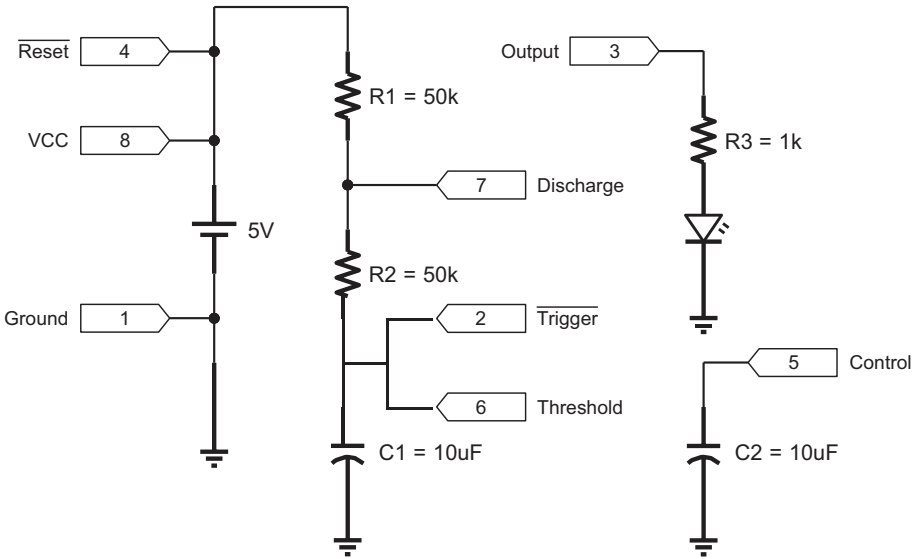 Reset 4
Output 3
R1 = 50k
R3 = 1k
VCC 8
7 Discharge
5V
R2 = 50k
Ground 1
2 Trigger
5 Control
6 Threshold
C1 = 10uF
C2 = 10uF